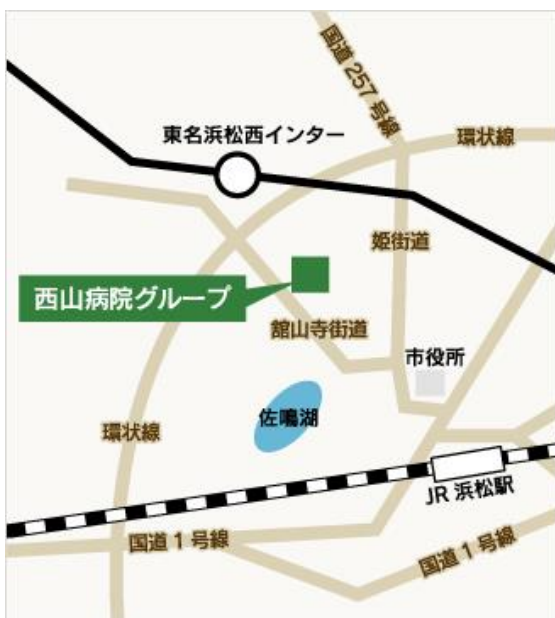 国道257号線
東名浜松西インター
環状線
姫街道
西山病院グループ
舘山寺街道
市役所
佐鳴湖
環状線
JR 浜松駅
国道1号線
国道1号線